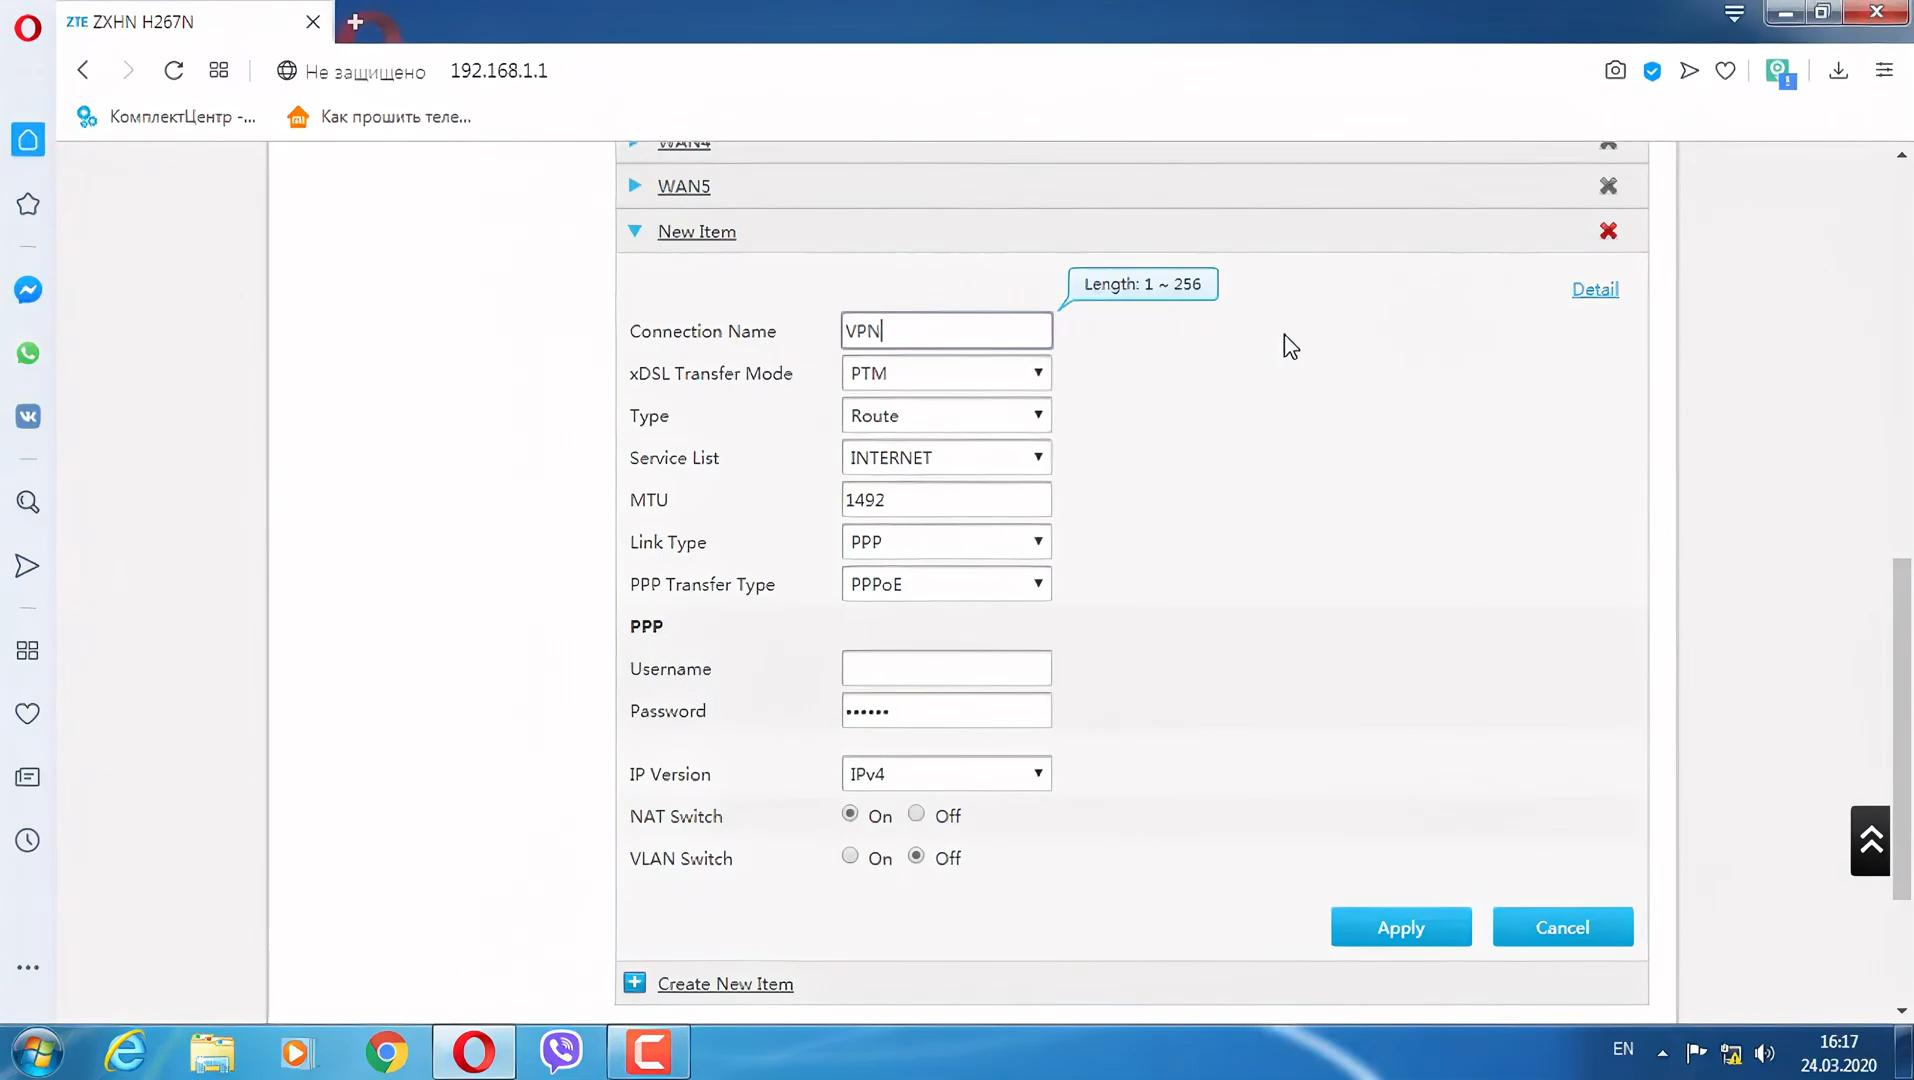 ZTE ZXHN H267N
Не защищено 192.168.1.1
КомплектЦентр -...
Как прошить теле...
WAN4
WAN5
New Item
Length: 1 ~ 256
Detail
Connection Name VPN
xDSL Transfer Mode PTM
Type Route
Service List INTERNET
MTU 1492
Link Type PPP
PPP Transfer Type PPPoE
PPP
Username
Password ••••••
IP Version IPv4
NAT Switch On Off
VLAN Switch On Off
Apply Cancel
Create New Item
EN
16:17
24.03.2020